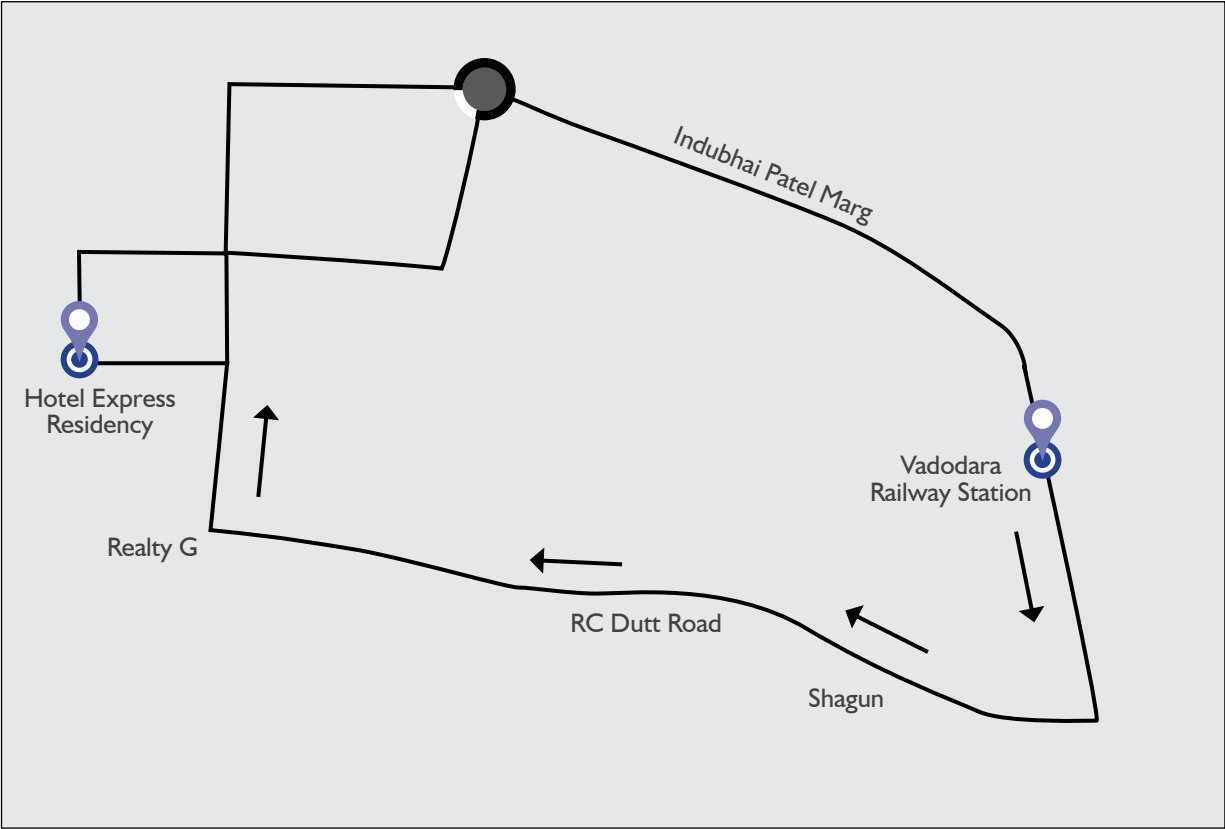 Indubhai Patel Marg
Hotel Express
Residency
Vadodara
Railway Station
Realty G
RC Dutt Road
Shagun